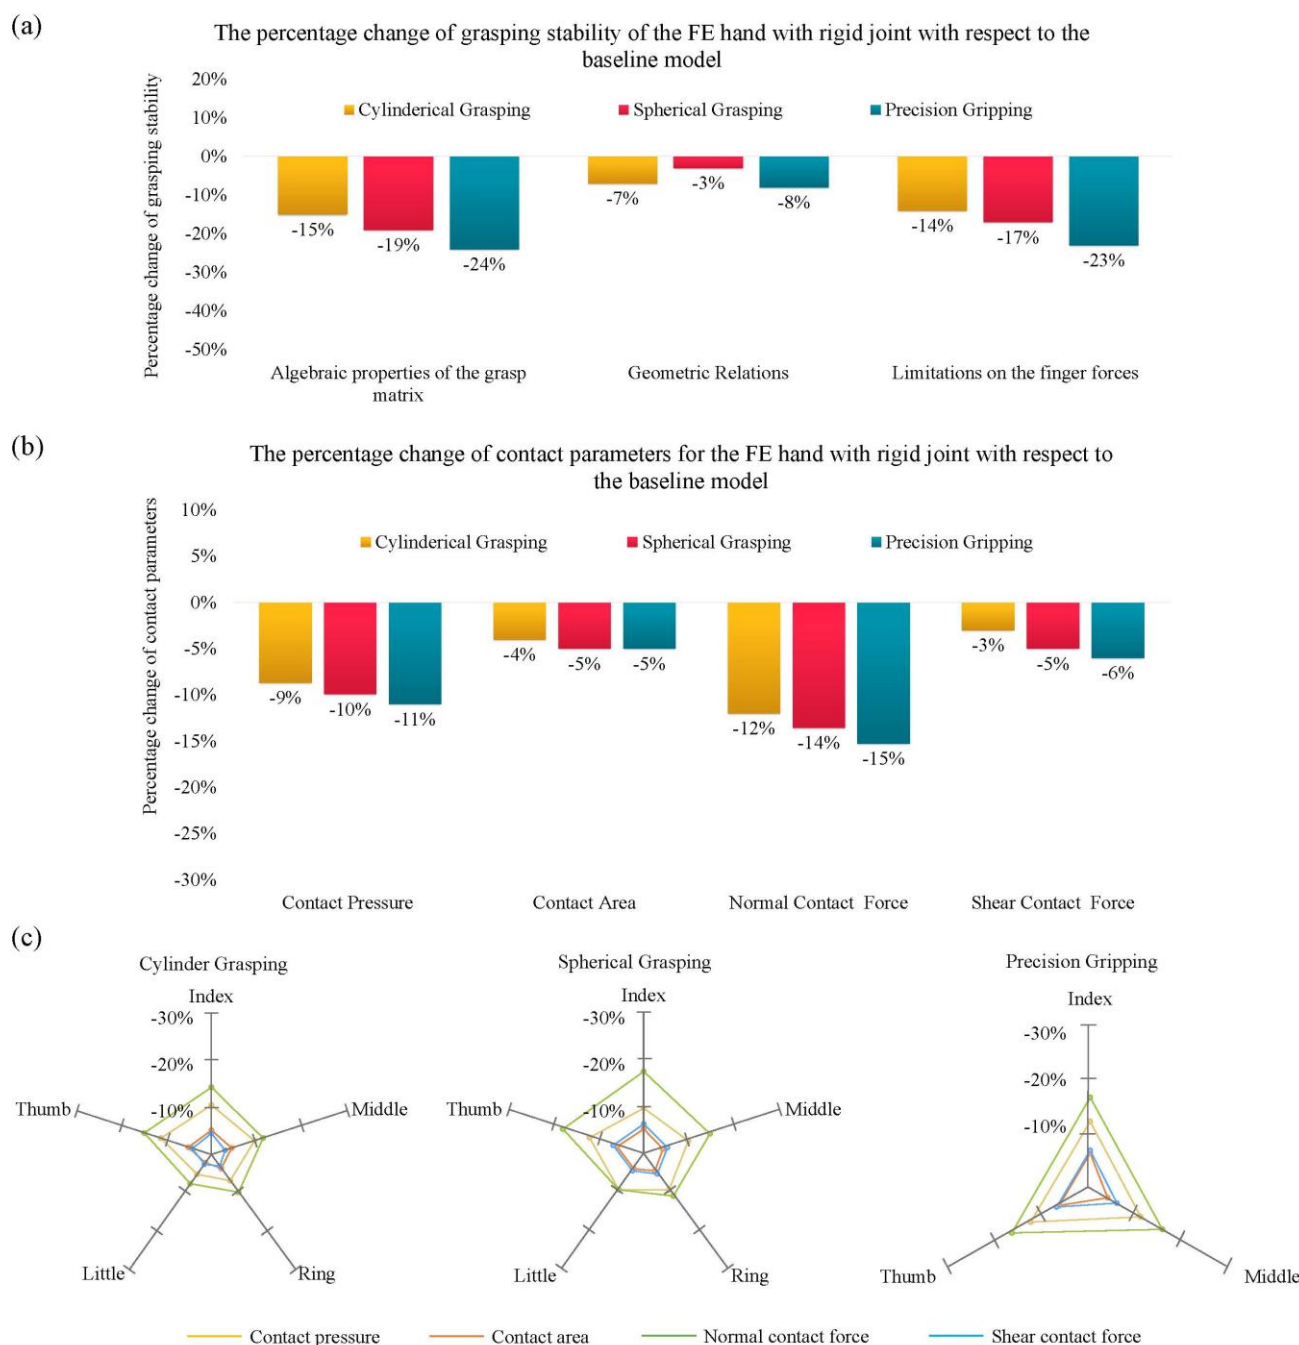 (a)
The percentage change of grasping stability of the FE hand with rigid joint with respect to the
baseline model
Percentage change of grasping stability
20%
10%
0%
-10%
-20%
-30%
-40%
-50%
Cylinderical Grasping
Spherical Grasping
Precision Gripping
-15%
-19%
-24%
-7%
-3%
-8%
-14%
-17%
-23%
Algebraic properties of the grasp
matrix
Geometric Relations
Limitations on the finger forces
(b)
The percentage change of contact parameters for the FE hand with rigid joint with respect to
the baseline model
Percentage change of contact parameters
10%
5%
0%
-5%
-10%
-15%
-20%
-25%
-30%
Cylinderical Grasping
Spherical Grasping
Precision Gripping
-9%
-10%
-11%
-4%
-5%
-5%
-12%
-14%
-15%
-3%
-5%
-6%
Contact Pressure
Contact Area
Normal Contact Force
Shear Contact Force
(c)
Cylinder Grasping
Index
-30%
-20%
-10%
Thumb
Middle
Little
Ring
Spherical Grasping
Index
-30%
-20%
-10%
Thumb
Middle
Little
Ring
Precision Gripping
Index
-30%
-20%
-10%
Thumb
Middle
Contact pressure
Contact area
Normal contact force
Shear contact force